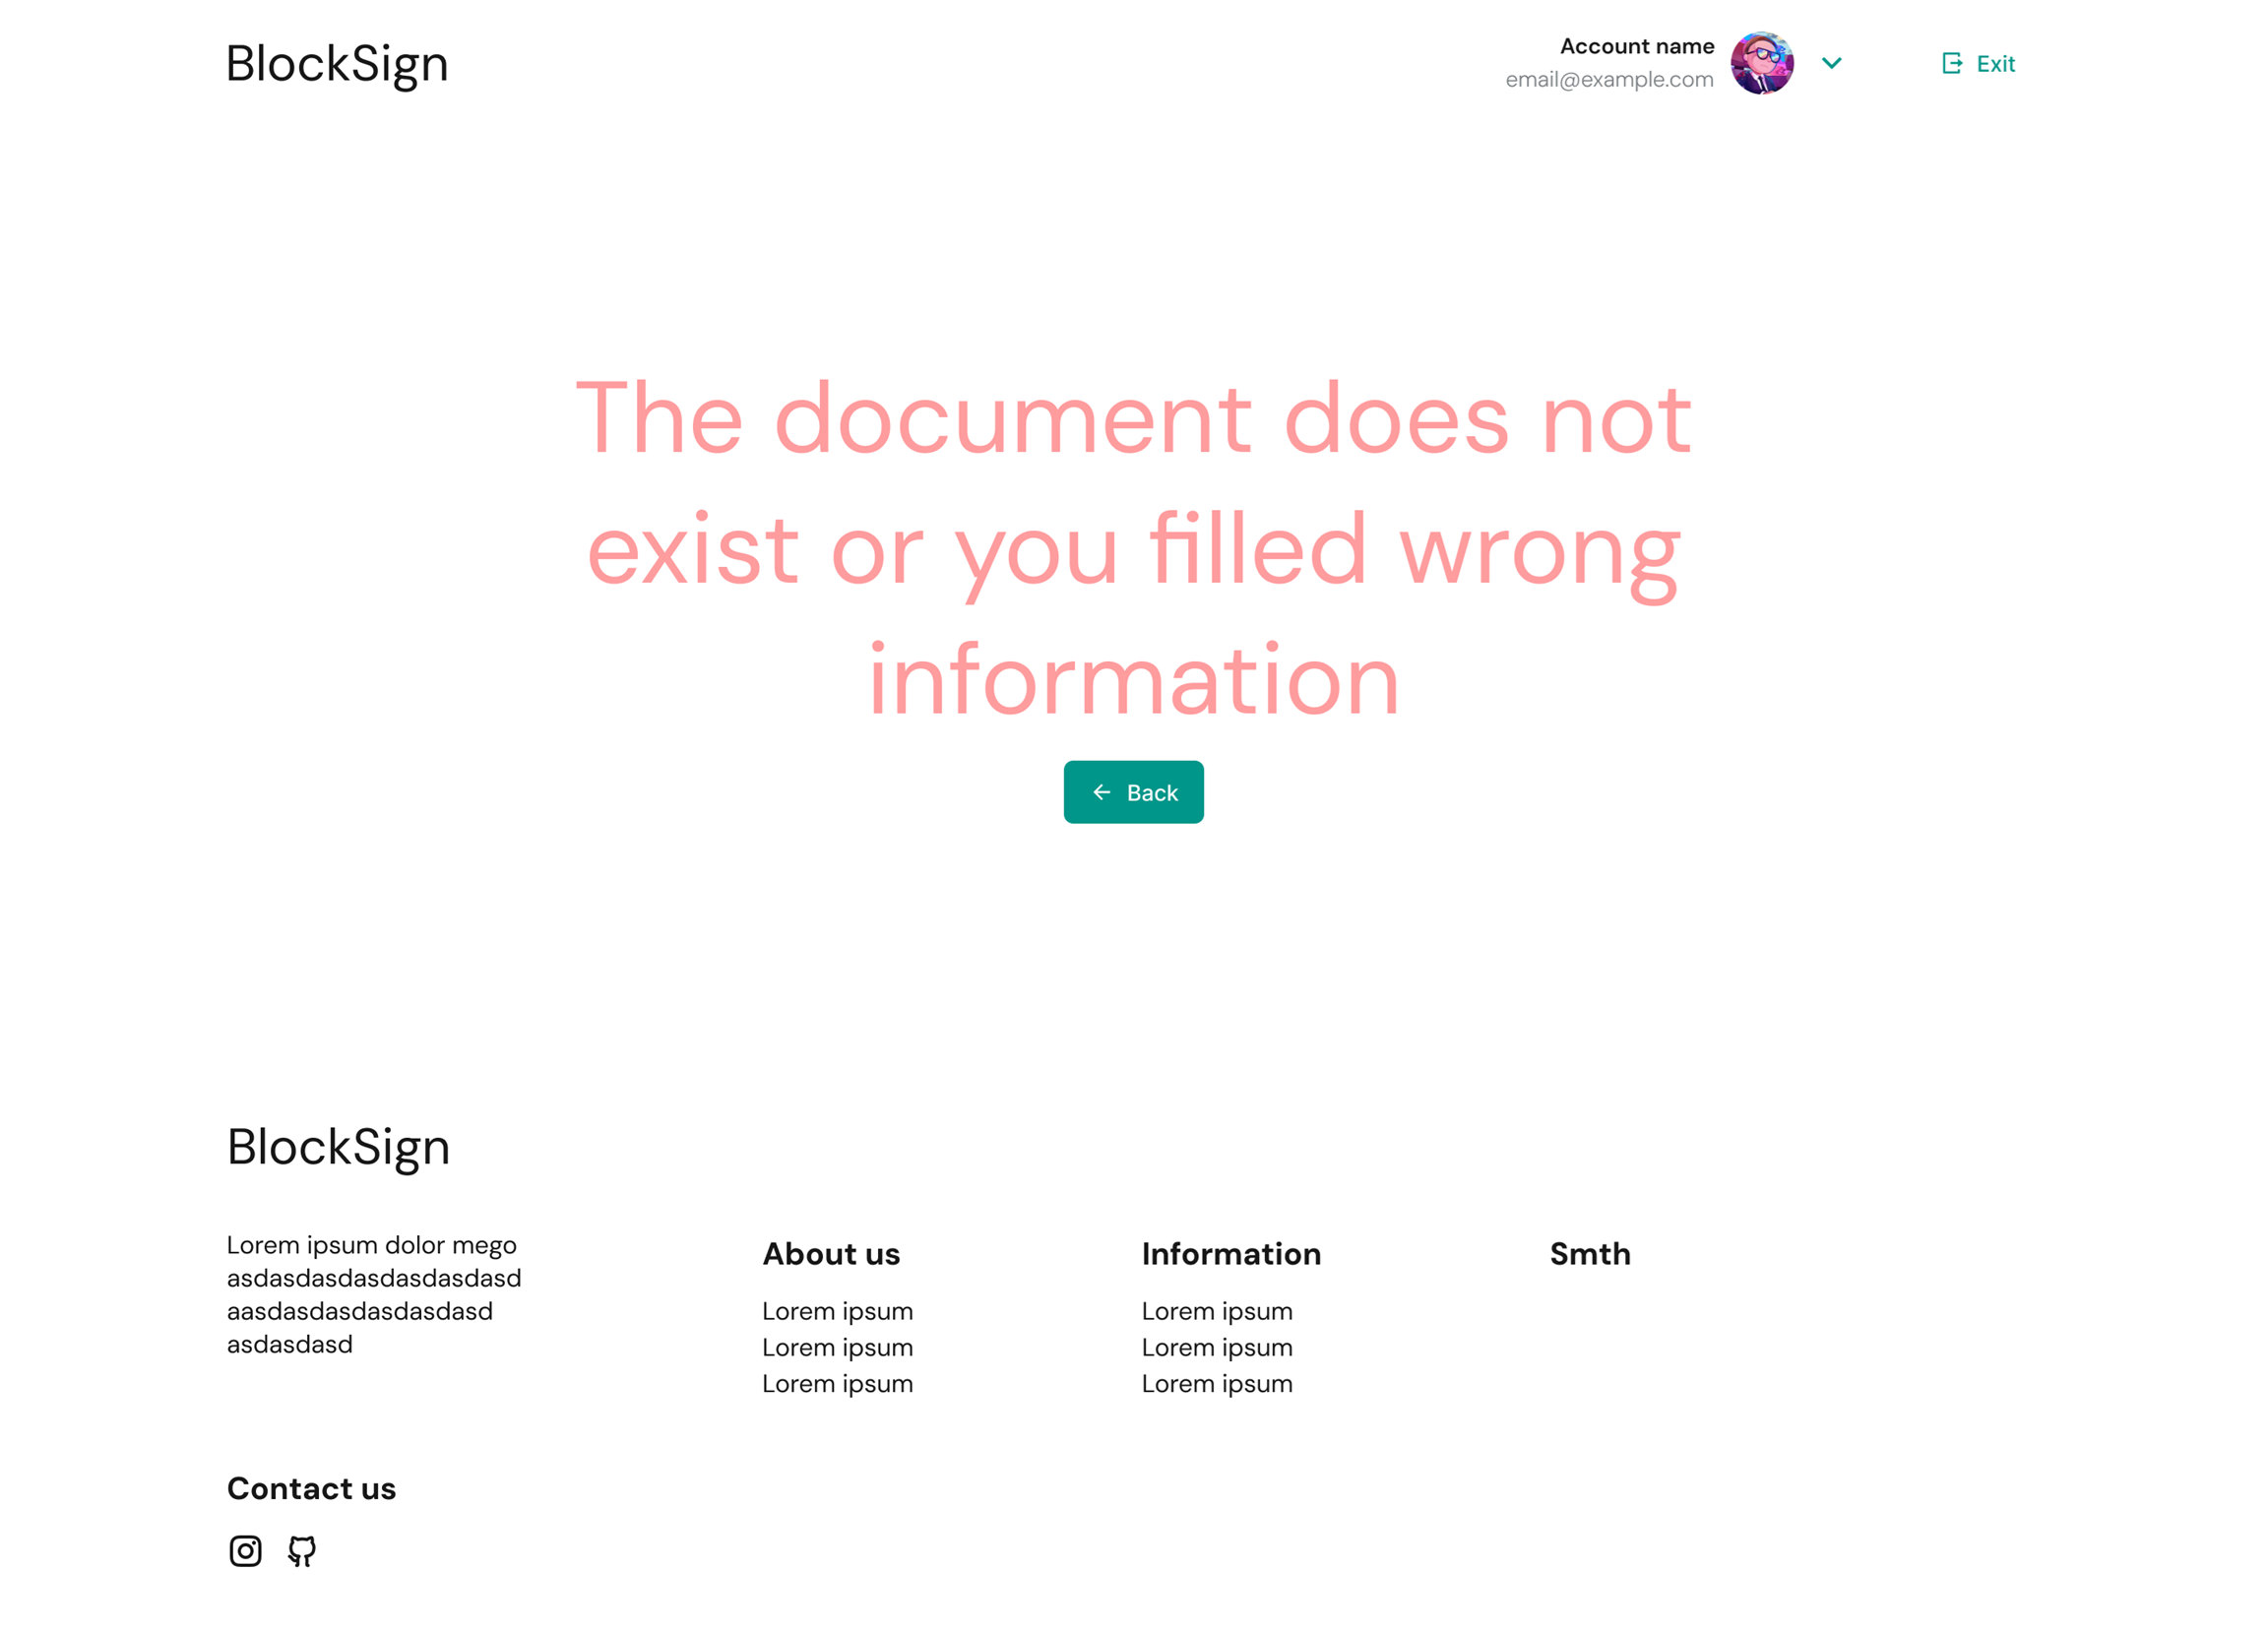 BlockSign
Account name
email@example.com
Exit
The document does not
exist or you filled wrong
information
Back
BlockSign
Lorem ipsum dolor mego
asdasdasdasdasdasdasd
aasdasdasdasdasdasd
asdasdasd
About us
Lorem ipsum
Lorem ipsum
Lorem ipsum
Information
Lorem ipsum
Lorem ipsum
Lorem ipsum
Smth
Contact us